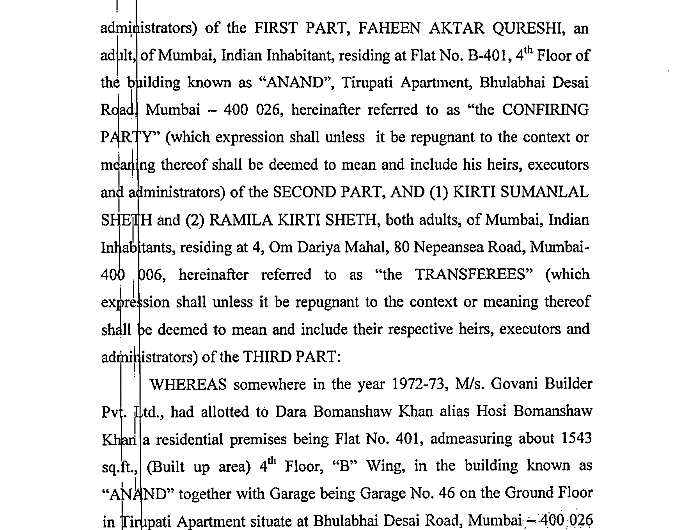 administrators) of the FIRST PART, FAHEEN AKTAR QURESHI, an
adult, of Mumbai, Indian Inhabitant, residing at Flat No. B-401, 4th Floor of
the building known as “ANAND”, Tirupati Apartment, Bhulabhai Desai
Road, Mumbai – 400 026, hereinafter referred to as “the CONFIRING
PARTY” (which expression shall unless it be repugnant to the context or
meaning thereof shall be deemed to mean and include his heirs, executors
and administrators) of the SECOND PART, AND (1) KIRTI SUMANLAL
SHETH and (2) RAMILA KIRTI SHETH, both adults, of Mumbai, Indian
Inhabitants, residing at 4, Om Dariya Mahal, 80 Nepeansea Road, Mumbai-
400 006, hereinafter referred to as “the TRANSFEREES” (which
expression shall unless it be repugnant to the context or meaning thereof
shall be deemed to mean and include their respective heirs, executors and
administrators) of the THIRD PART:
WHEREAS somewhere in the year 1972-73, M/s. Govani Builder
Pvt. Ltd., had allotted to Dara Bomanshaw Khan alias Hosi Bomanshaw
Khan a residential premises being Flat No. 401, admeasuring about 1543
sq.ft., (Built up area) 4th Floor, “B” Wing, in the building known as
“ANAND” together with Garage being Garage No. 46 on the Ground Floor
in Tirupati Apartment situate at Bhulabhai Desai Road, Mumbai – 400 026